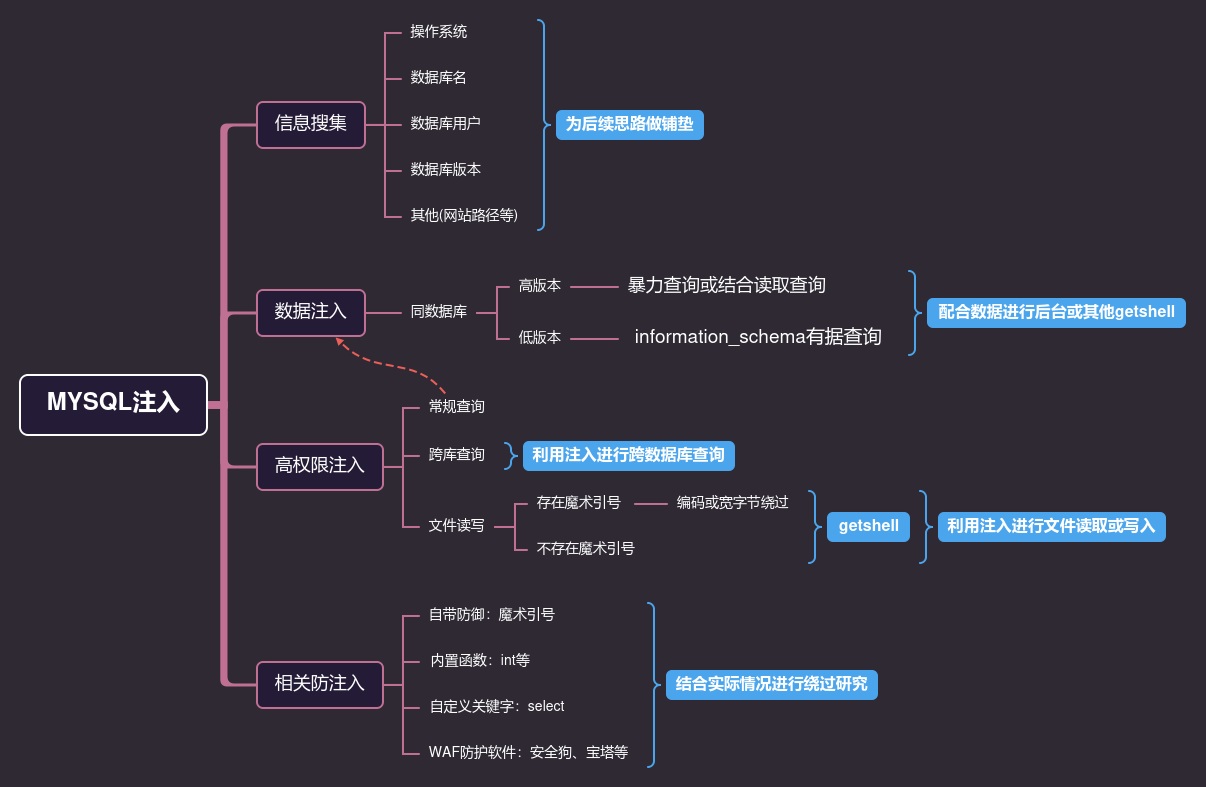 MYSQL注入
信息搜集
操作系统
数据库名
数据库用户
数据库版本
其他(网站路径等)
为后续思路做铺垫
数据注入
同数据库
高版本
暴力查询或结合读取查询
低版本
information_schema有据查询
配合数据进行后台或其他getshell
高权限注入
常规查询
跨库查询
利用注入进行跨数据库查询
文件读写
存在魔术引号
编码或宽字节绕过
不存在魔术引号
getshell
利用注入进行文件读取或写入
相关防注入
自带防御：魔术引号
内置函数：int等
自定义关键字：select
WAF防护软件：安全狗、宝塔等
结合实际情况进行绕过研究